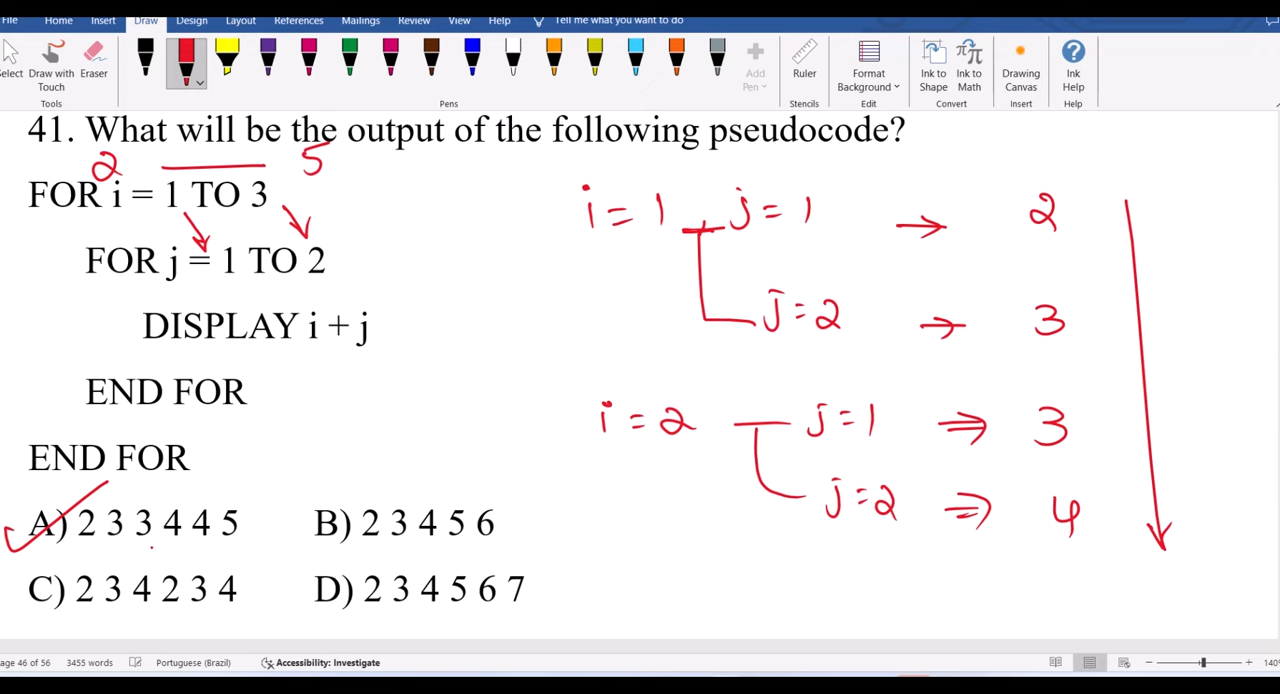 File Home Insert Draw Design Layout References Mailings Review View Help Tell me what you want to do
Select Draw with Touch Eraser Add Pen Ruler Format Background Ink to Shape Ink to Math Drawing Canvas Ink Help
Tools Pens Stencils Edit Convert Insert Help
41. What will be the output of the following pseudocode?
2 5
FOR i = 1 TO 3
i = 1 j = 1 → 2
FOR j = 1 TO 2
DISPLAY i + j
j = 2 → 3
END FOR
i = 2 j = 1 ⇒ 3
END FOR
j = 2 ⇒ 4
A) 2 3 3 4 4 5 B) 2 3 4 5 6
C) 2 3 4 2 3 4 D) 2 3 4 5 6 7
age 46 of 56 3455 words Portuguese (Brazil) Accessibility: Investigate 140%